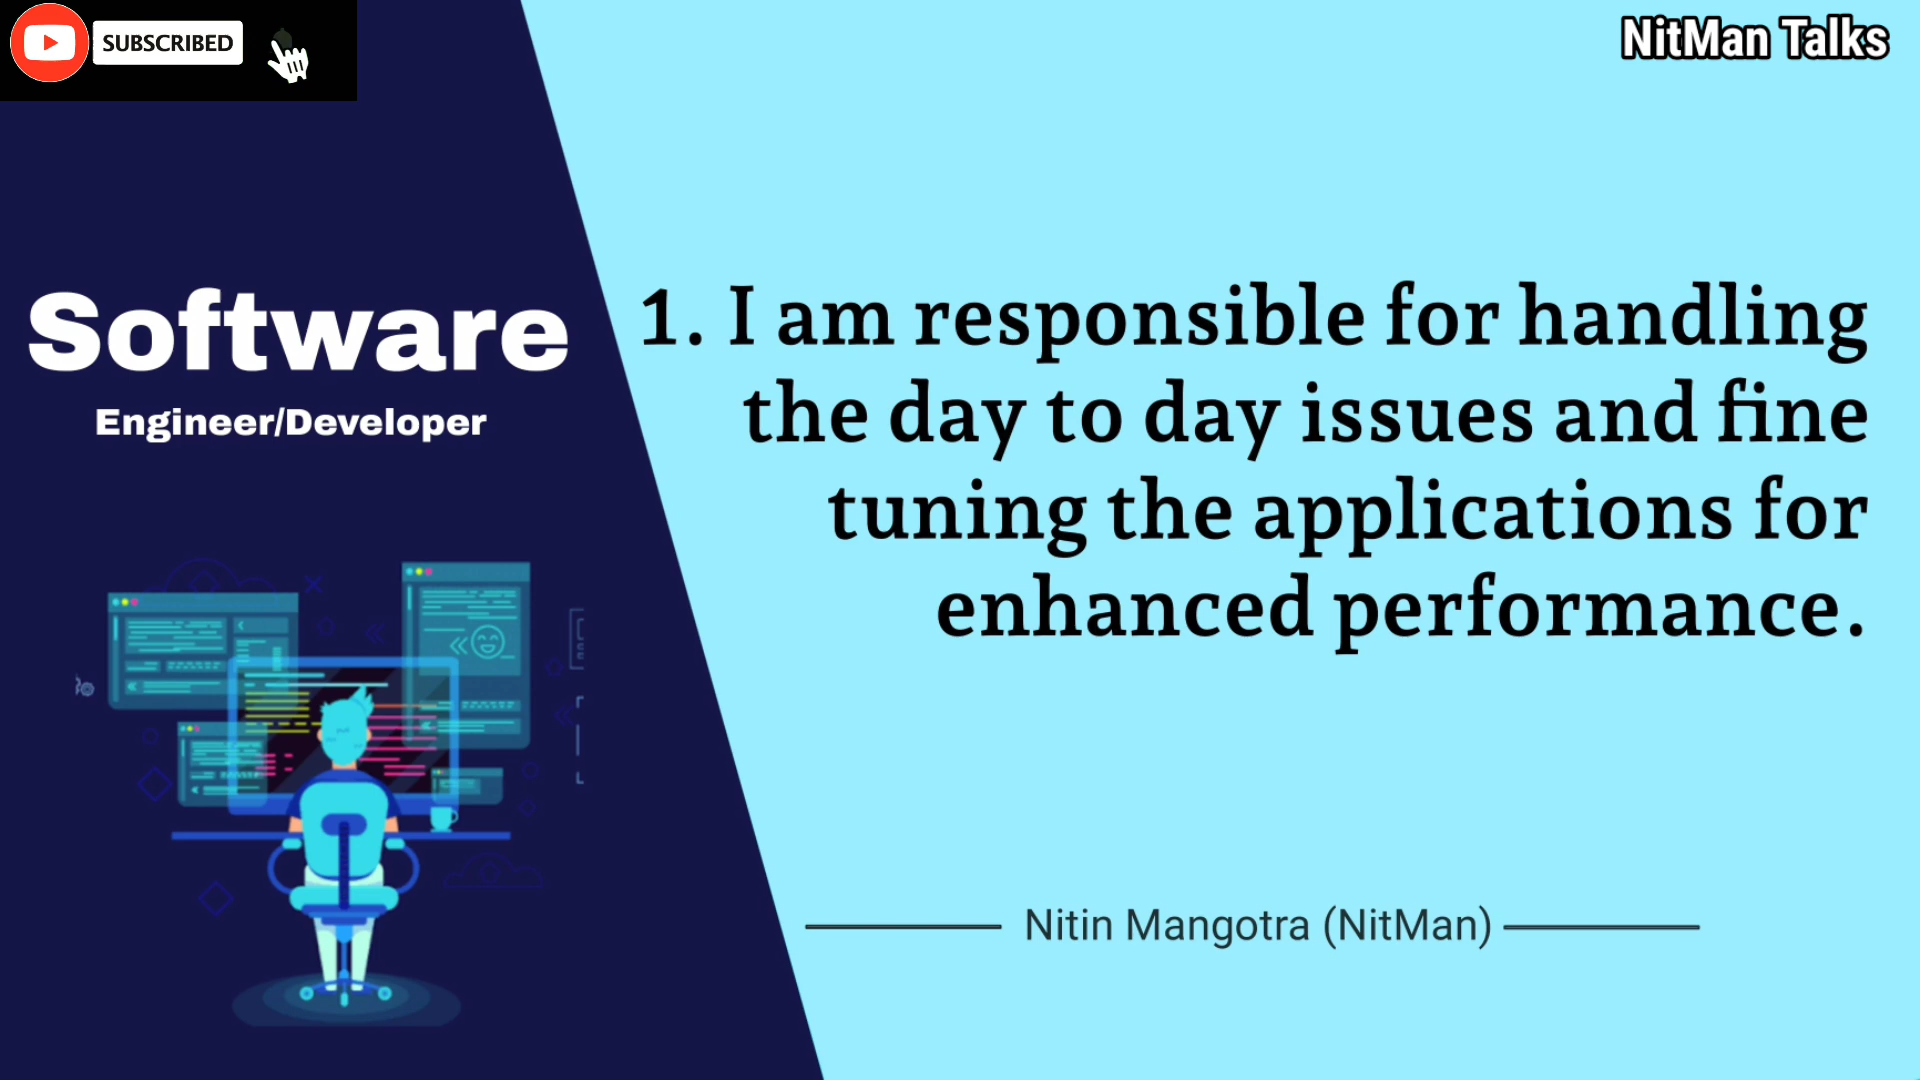 SUBSCRIBED
NitMan Talks
Software
Engineer/Developer
1. I am responsible for handling
the day to day issues and fine
tuning the applications for
enhanced performance.
Nitin Mangotra (NitMan)